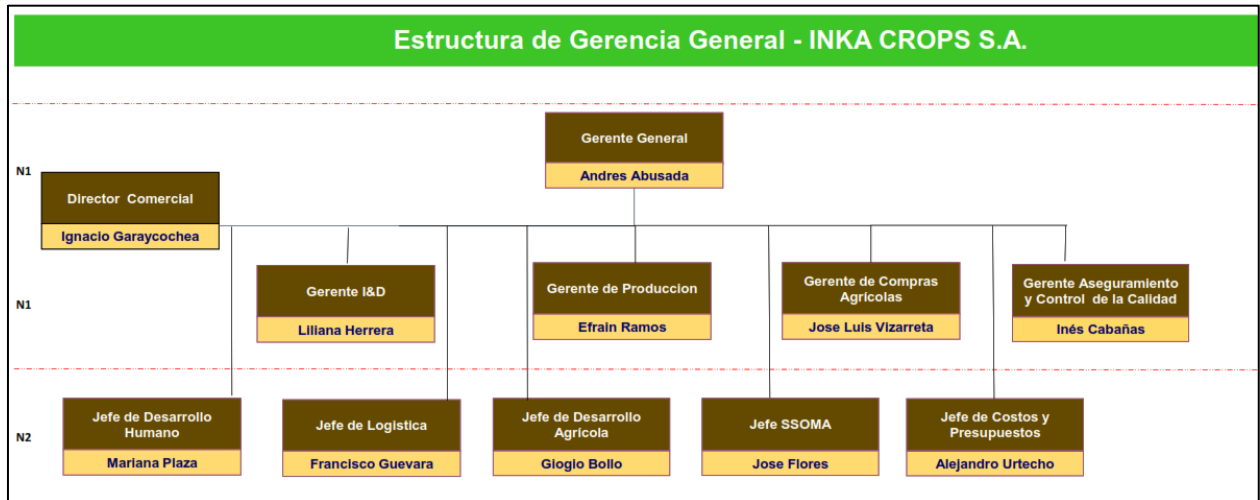 Estructura de Gerencia General - INKA CROPS S.A.
N1
Gerente General
Andres Abusada
Director Comercial
Ignacio Garaycochea
N1
Gerente I&D
Liliana Herrera
Gerente de Produccion
Efrain Ramos
Gerente de Compras
Agrícolas
Jose Luis Vizarreta
Gerente Aseguramiento
y Control de la Calidad
Inés Cabañas
N2
Jefe de Desarrollo
Humano
Mariana Plaza
Jefe de Logistica
Francisco Guevara
Jefe de Desarrollo
Agrícola
Giogio Bollo
Jefe SSOMA
Jose Flores
Jefe de Costos y
Presupuestos
Alejandro Urtecho